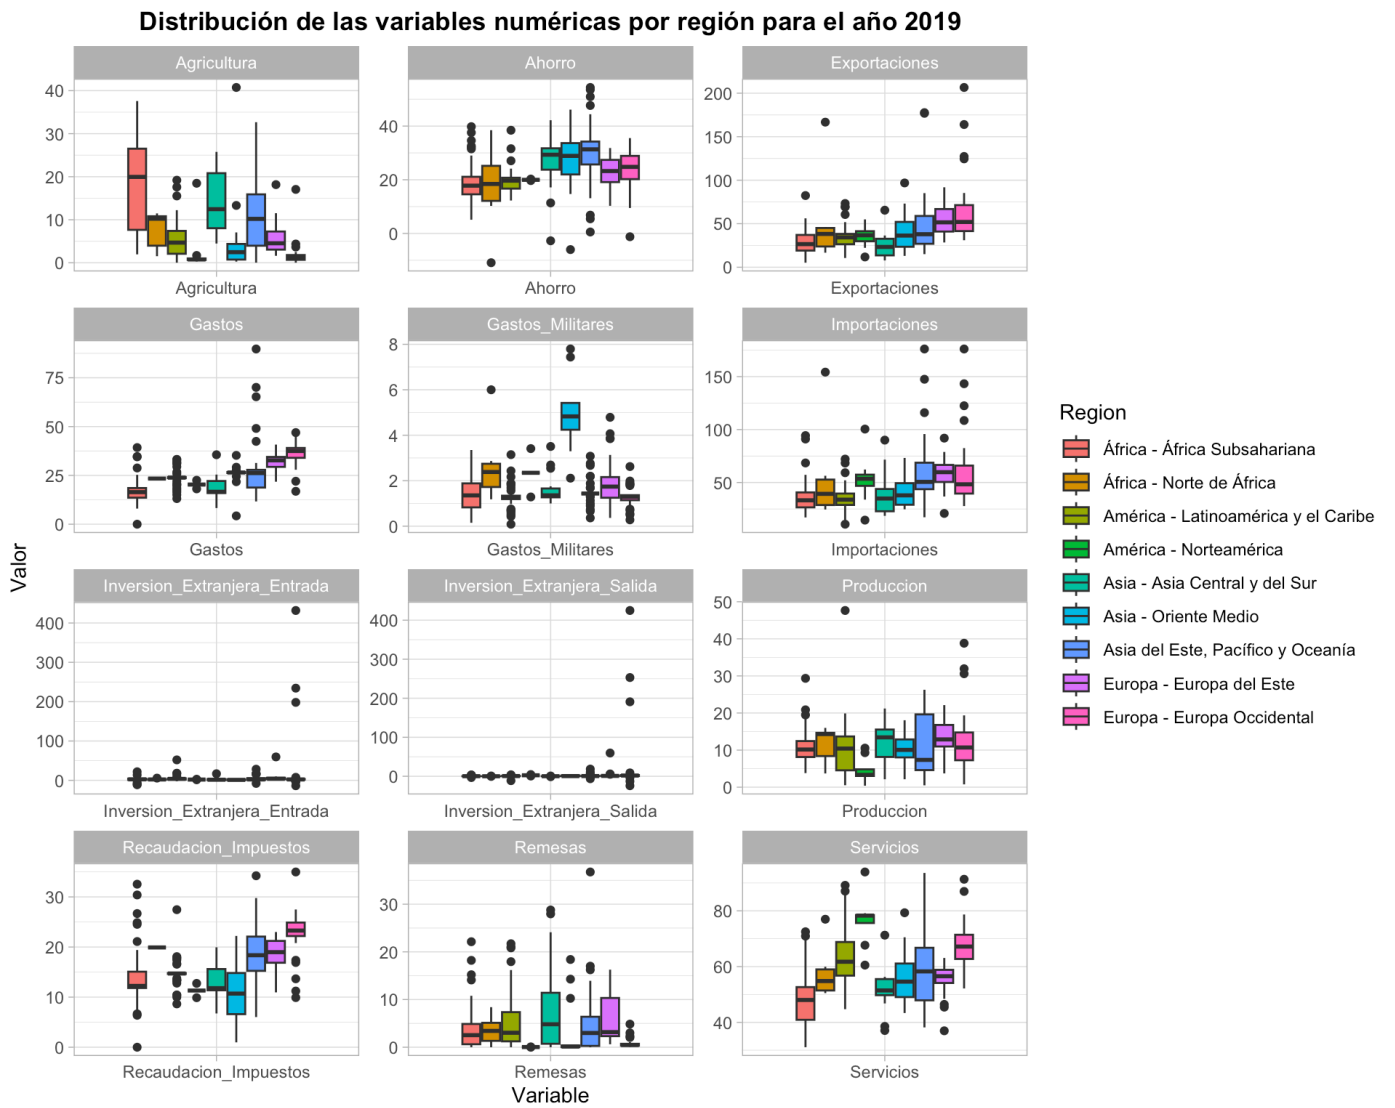 Distribución de las variables numéricas por región para el año 2019
Agricultura
Ahorro
Exportaciones
40
30
20
10
0
40
20
0
200
150
100
50
0
Agricultura
Ahorro
Exportaciones
Gastos
Gastos_Militares
Importaciones
75
50
25
0
8
6
4
2
0
150
100
50
Gastos
Gastos_Militares
Importaciones
Valor
Inversion_Extranjera_Entrada
Inversion_Extranjera_Salida
Produccion
400
300
200
100
0
400
300
200
100
0
50
40
30
20
10
0
Inversion_Extranjera_Entrada
Inversion_Extranjera_Salida
Produccion
Recaudacion_Impuestos
Remesas
Servicios
30
20
10
0
30
20
10
0
80
60
40
Recaudacion_Impuestos
Remesas
Servicios
Variable
Region
África - África Subsahariana
África - Norte de África
América - Latinoamérica y el Caribe
América - Norteamérica
Asia - Asia Central y del Sur
Asia - Oriente Medio
Asia del Este, Pacífico y Oceanía
Europa - Europa del Este
Europa - Europa Occidental